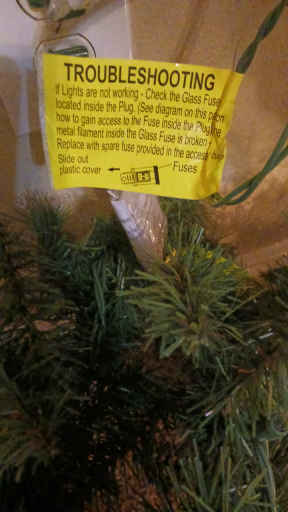 TROUBLESHOOTING
If Lights are not working - Check the Glass Fuse
located inside the Plug. (See diagram on this
how to gain access to the Fuse inside the Plug
metal filament inside the Glass Fuse is broken -
Replace with spare fuse provided in the
Slide out
plastic cover
Fuses